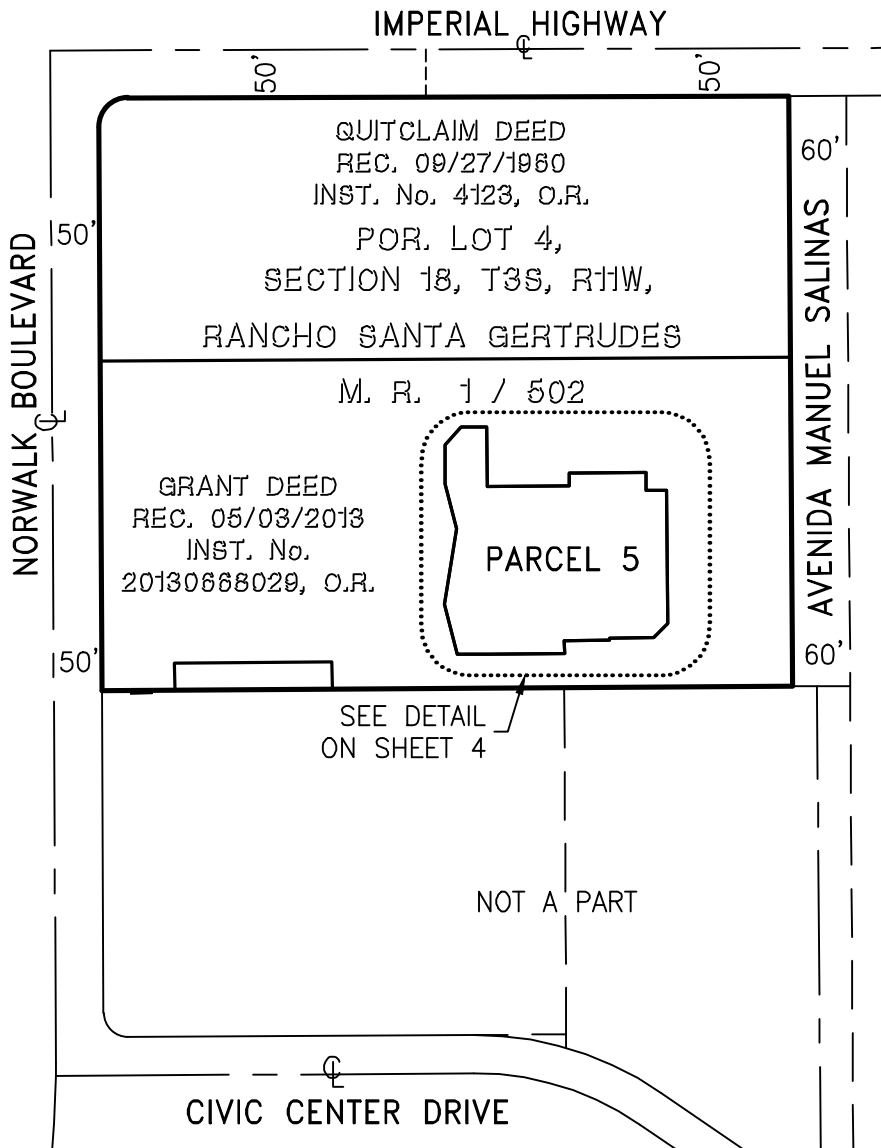 IMPERIAL HIGHWAY
℄
50'
50'
QUITCLAIM DEED
REC. 09/27/1960
INST. No. 4123, O.R.
POR. LOT 4,
SECTION 18, T3S, R11W,
RANCHO SANTA GERTRUDES
M. R. 1 / 502
60'
50'
NORWALK BOULEVARD
℄
AVENIDA MANUEL SALINAS
GRANT DEED
REC. 05/03/2013
INST. No.
20130668029, O.R.
PARCEL 5
50'
60'
SEE DETAIL
ON SHEET 4
NOT A PART
℄
CIVIC CENTER DRIVE